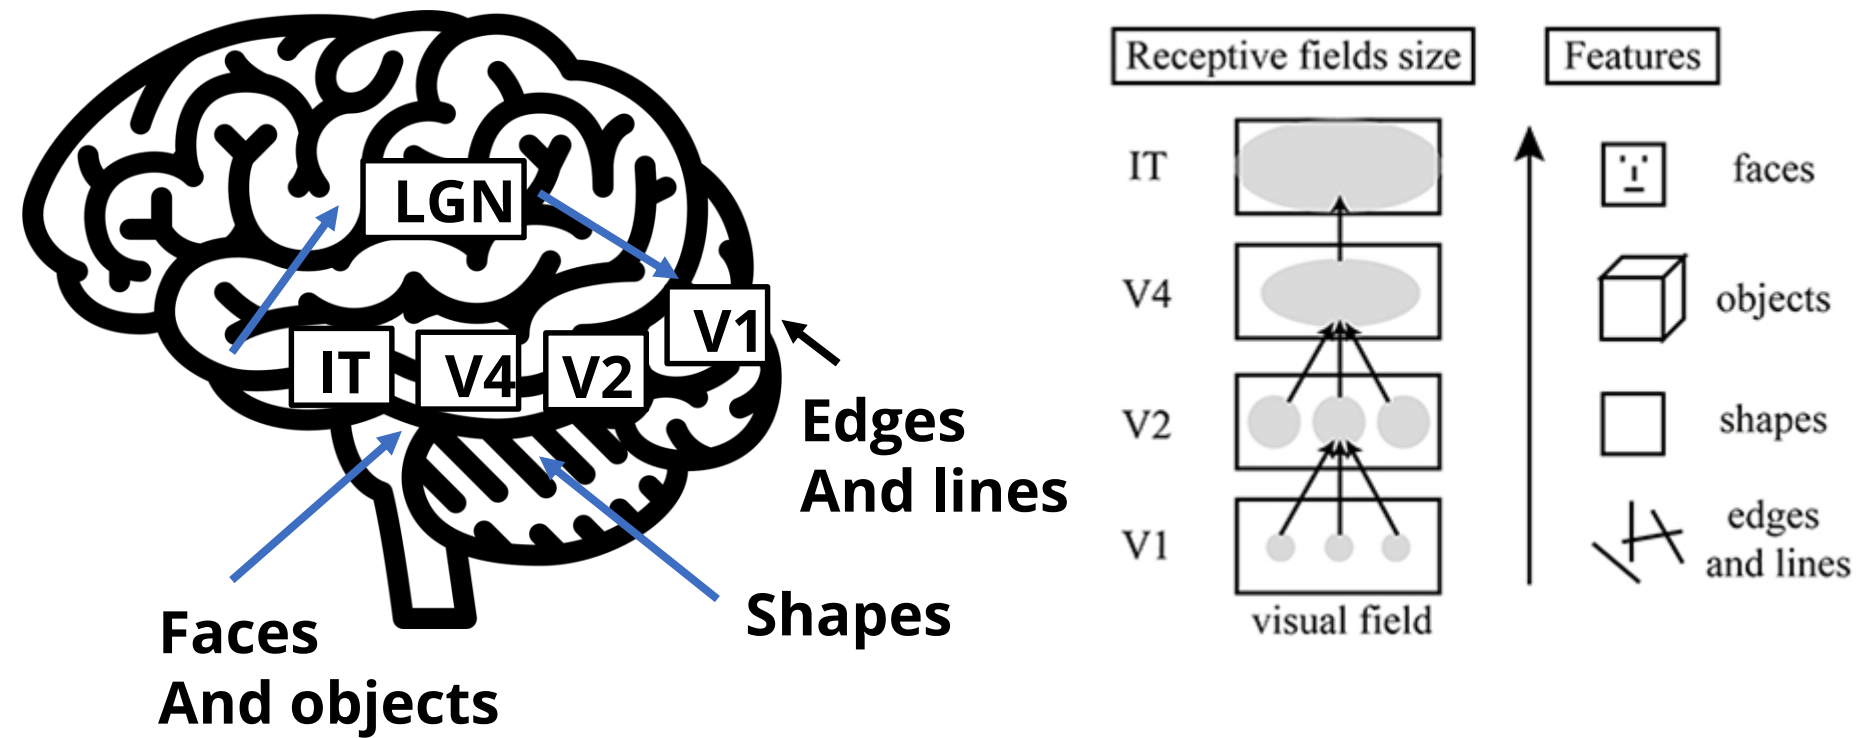 LGN
V1
IT
V4
V2
Edges
And lines
Shapes
Faces
And objects
Receptive fields size
Features
IT
faces
V4
objects
V2
shapes
V1
edges
and lines
visual field